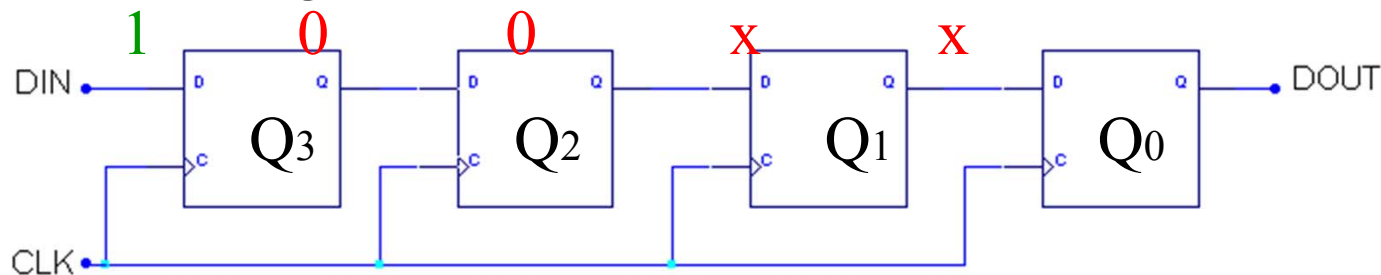 1 0 0 x x
DIN D Q D Q D Q D Q DOUT
Q3 Q2 Q1 Q0
C C C C
CLK